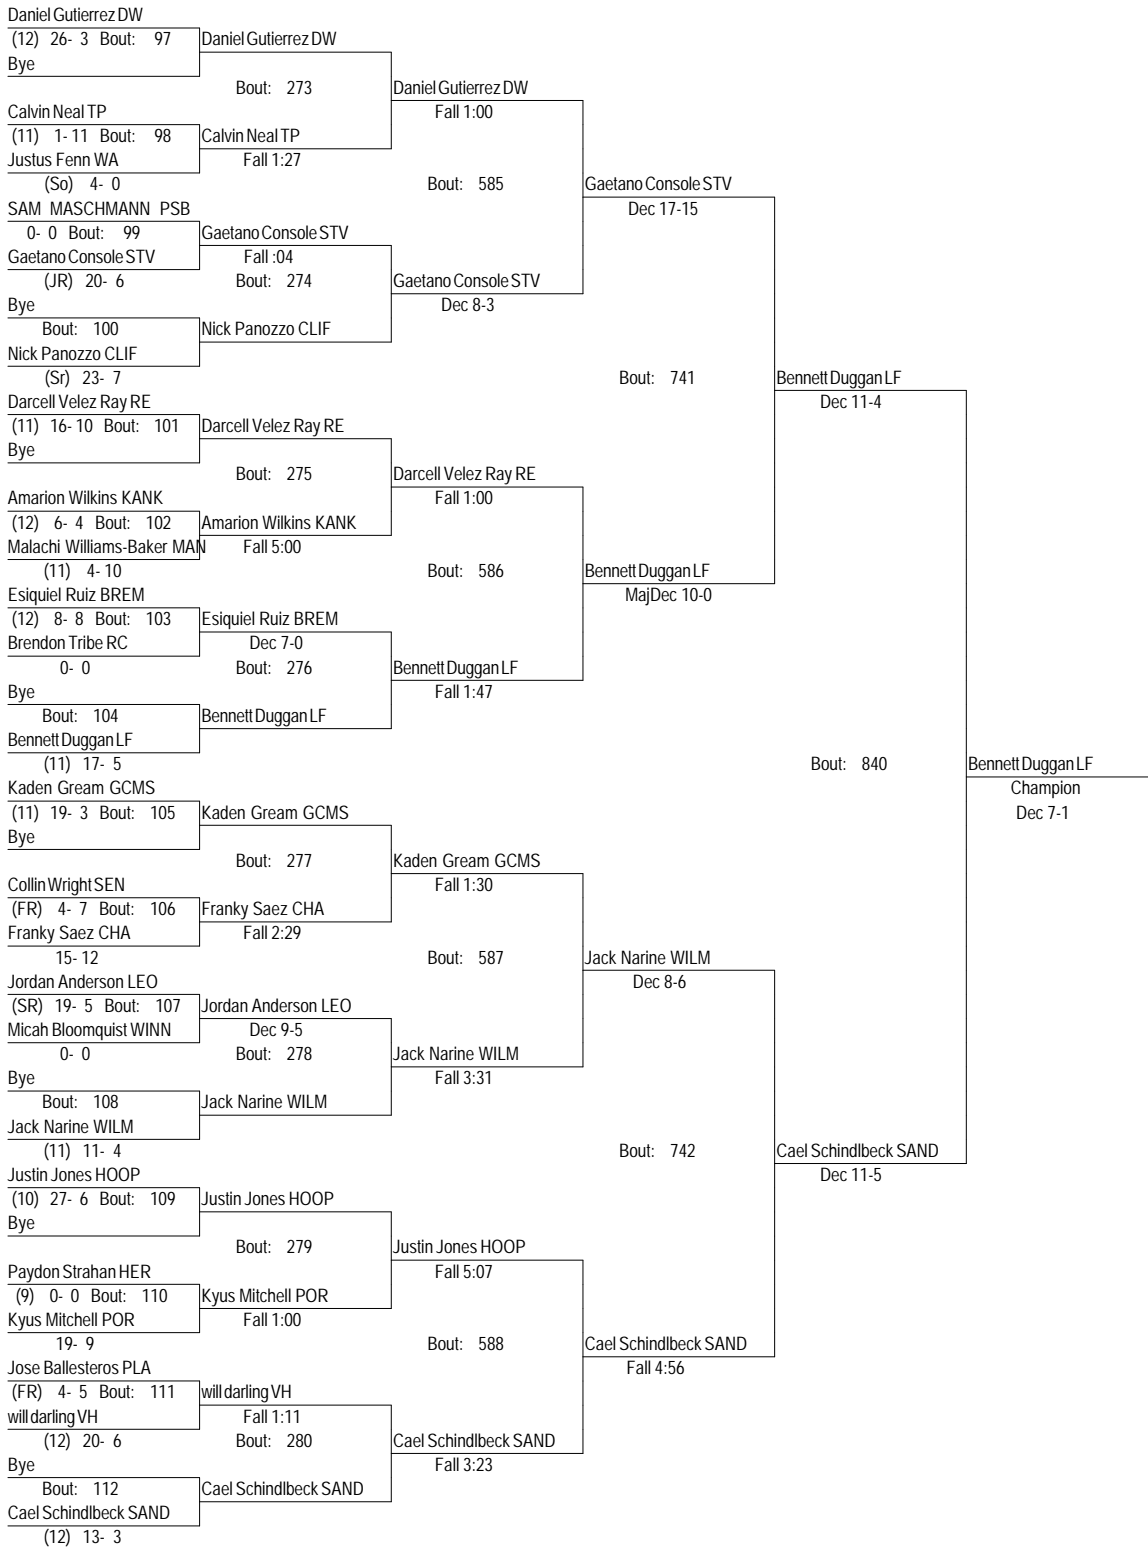 Daniel Gutierrez DW
(12) 26- 3 Bout: 97 Daniel Gutierrez DW
Bye
Bout: 273 Daniel Gutierrez DW
Calvin Neal TP Fall 1:00
(11) 1- 11 Bout: 98 Calvin Neal TP
Justus Fenn WA Fall 1:27
(So) 4- 0 Bout: 585 Gaetano Console STV
SAM MASCHMANN PSB Dec 17-15
0- 0 Bout: 99 Gaetano Console STV
Gaetano Console STV Fall :04
(JR) 20- 6 Bout: 274 Gaetano Console STV
Bye Dec 8-3
Bout: 100 Nick Panozzo CLIF
Nick Panozzo CLIF
(Sr) 23- 7 Bout: 741 Bennett Duggan LF
Darcell Velez Ray RE Dec 11-4
(11) 16- 10 Bout: 101 Darcell Velez Ray RE
Bye
Bout: 275 Darcell Velez Ray RE
Amarion Wilkins KANK Fall 1:00
(12) 6- 4 Bout: 102 Amarion Wilkins KANK
Malachi Williams-Baker MAN Fall 5:00
(11) 4- 10 Bout: 586 Bennett Duggan LF
Esiquiel Ruiz BREM MajDec 10-0
(12) 8- 8 Bout: 103 Esiquiel Ruiz BREM
Brendon Tribe RC Dec 7-0
0- 0 Bout: 276 Bennett Duggan LF
Bye Fall 1:47
Bout: 104 Bennett Duggan LF
Bennett Duggan LF
(11) 17- 5 Bout: 840 Bennett Duggan LF
Kaden Gream GCMS Champion
(11) 19- 3 Bout: 105 Kaden Gream GCMS Dec 7-1
Bye
Bout: 277 Kaden Gream GCMS
Collin Wright SEN Fall 1:30
(FR) 4- 7 Bout: 106 Franky Saez CHA
Franky Saez CHA Fall 2:29
15- 12 Bout: 587 Jack Narine WILM
Jordan Anderson LEO Dec 8-6
(SR) 19- 5 Bout: 107 Jordan Anderson LEO
Micah Bloomquist WINN Dec 9-5
0- 0 Bout: 278 Jack Narine WILM
Bye Fall 3:31
Bout: 108 Jack Narine WILM
Jack Narine WILM
(11) 11- 4 Bout: 742 Cael Schindlbeck SAND
Justin Jones HOOP Dec 11-5
(10) 27- 6 Bout: 109 Justin Jones HOOP
Bye
Bout: 279 Justin Jones HOOP
Paydon Strahan HER Fall 5:07
(9) 0- 0 Bout: 110 Kyus Mitchell POR
Kyus Mitchell POR Fall 1:00
19- 9 Bout: 588 Cael Schindlbeck SAND
Jose Ballesteros PLA Fall 4:56
(FR) 4- 5 Bout: 111 will darling VH
will darling VH Fall 1:11
(12) 20- 6 Bout: 280 Cael Schindlbeck SAND
Bye Fall 3:23
Bout: 112 Cael Schindlbeck SAND
Cael Schindlbeck SAND
(12) 13- 3